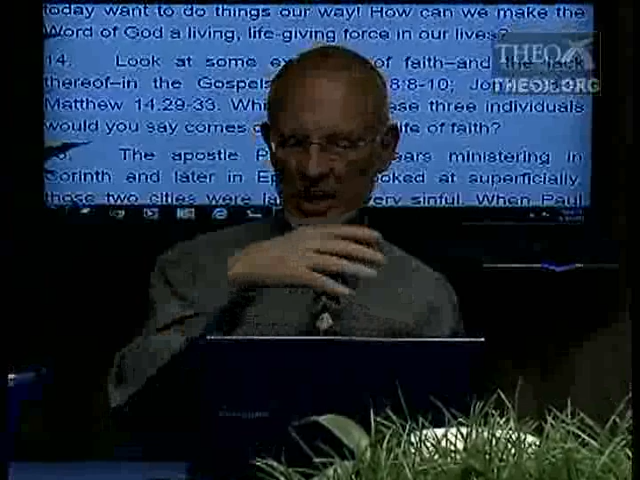 today want to do things our way! How can we make the
Word of God a living, life-giving force in our lives?
THEO
THEOX.ORG
14. Look at some of faith–and the lack
thereof–in the Gospels 8:8-10;
Matthew 14.29-33. three individuals
would you say comes life of faith?
The apostle ministering in
Corinth and later in looked at superficially,
those two cities were very sinful. When Paul